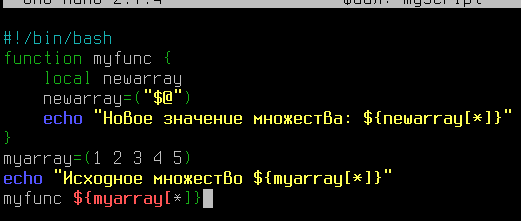 GNU nano 2.7.4 Файл: myscript
#!/bin/bash
function myfunc {
local newarray
newarray=("$@")
echo "Новое значение множества: ${newarray[*]}"
}
myarray=(1 2 3 4 5)
echo "Исходное множество ${myarray[*]}"
myfunc ${myarray[*]}